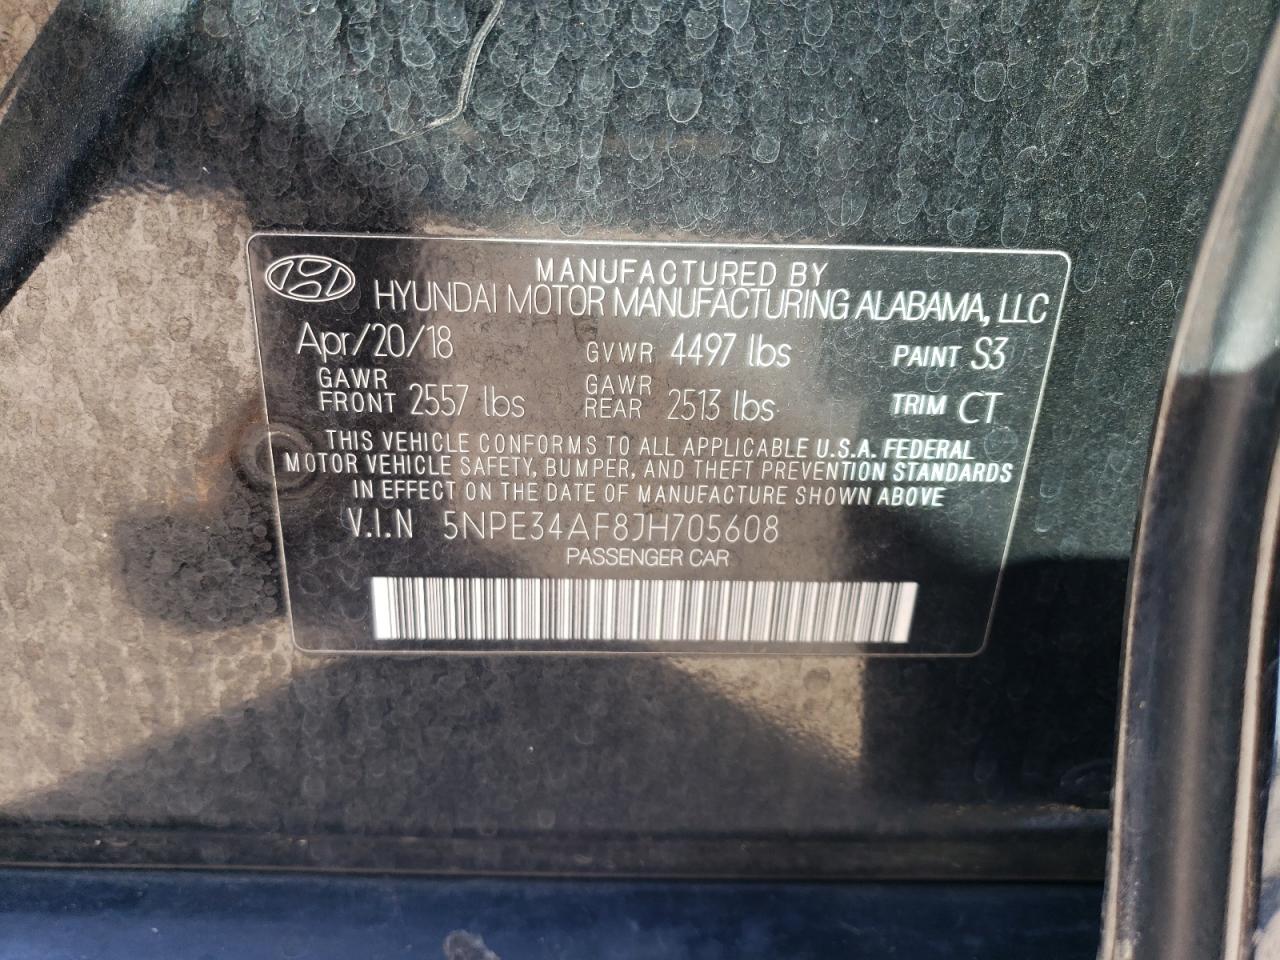 MANUFACTURED BY
HYUNDAI MOTOR MANUFACTURING ALABAMA, LLC
Apr/20/18 GVWR 4497 lbs PAINT S3
GAWR FRONT 2557 lbs GAWR REAR 2513 lbs TRIM CT
THIS VEHICLE CONFORMS TO ALL APPLICABLE U.S.A. FEDERAL
MOTOR VEHICLE SAFETY, BUMPER, AND THEFT PREVENTION STANDARDS
IN EFFECT ON THE DATE OF MANUFACTURE SHOWN ABOVE
V.I.N 5NPE34AF8JH705608
PASSENGER CAR